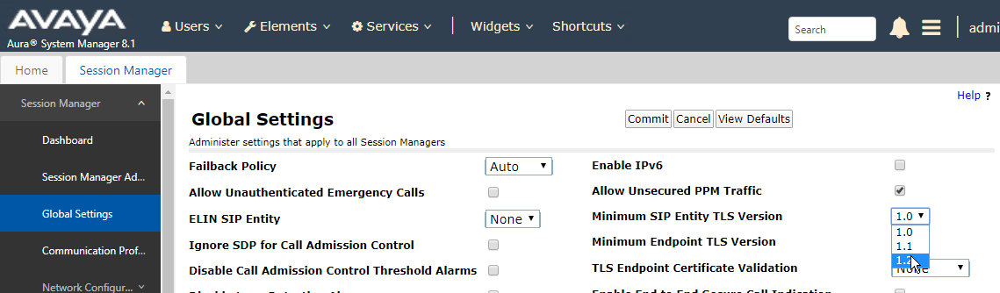 AVAYA
Aura® System Manager 8.1
Users Elements Services Widgets Shortcuts Search admi
Home Session Manager
Help ?
Session Manager
Dashboard
Session Manager Ad...
Global Settings
Communication Prof...
Network Configur...
Global Settings
Commit Cancel View Defaults
Administer settings that apply to all Session Managers
Failback Policy Auto
Allow Unauthenticated Emergency Calls
ELIN SIP Entity None
Ignore SDP for Call Admission Control
Disable Call Admission Control Threshold Alarms
Enable IPv6
Allow Unsecured PPM Traffic
Minimum SIP Entity TLS Version 1.0
1.0
1.1
1.2
Minimum Endpoint TLS Version
TLS Endpoint Certificate Validation None
Enable End to End Secure Call Indication